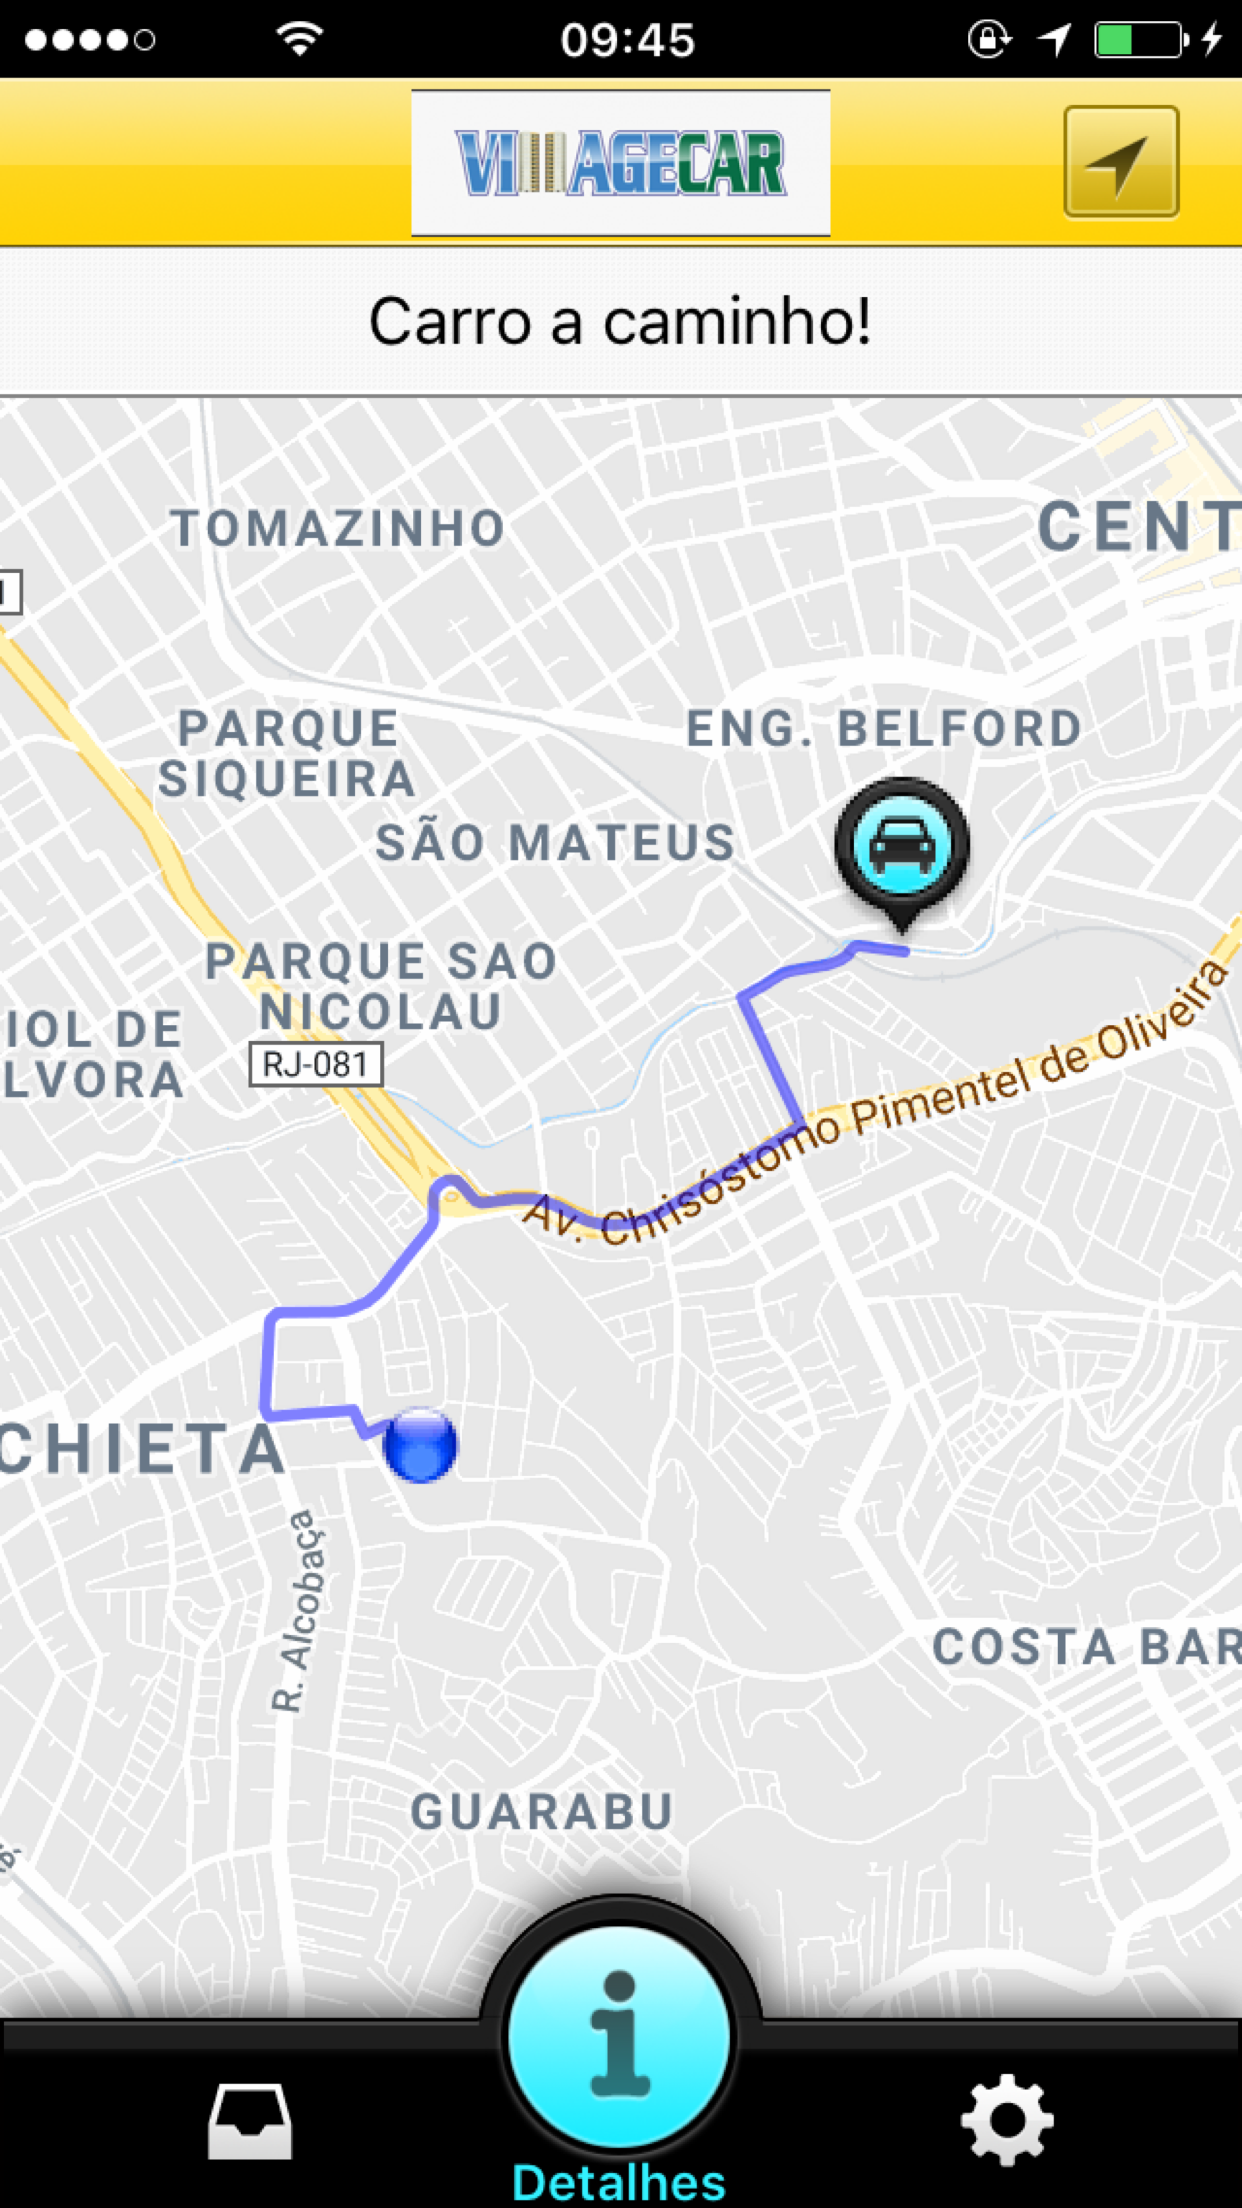 09:45
VIllAGECAR
Carro a caminho!
TOMAZINHO
CENT
PARQUE
SIQUEIRA
ENG. BELFORD
SÃO MATEUS
PARQUE SAO
NICOLAU
IOL DE
LVORA
RJ-081
Av. Chrisóstomo Pimentel de Oliveira
CHIETA
R. Alcobaça
COSTA BAR
GUARABU
i
Detalhes